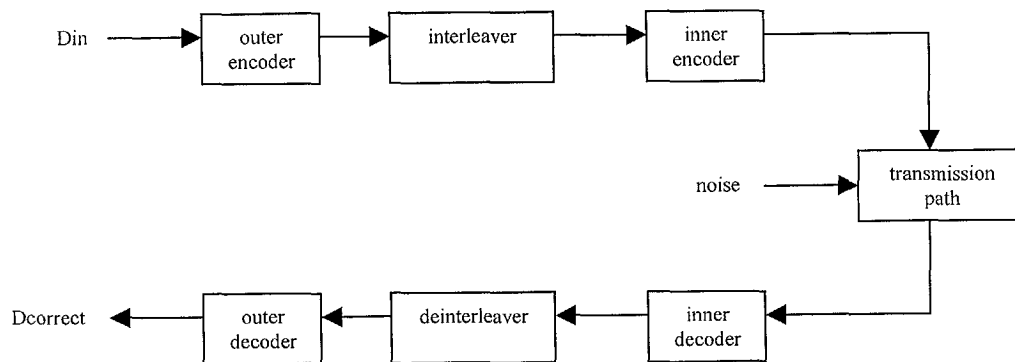 Din
outer
encoder
interleaver
inner
encoder
noise
transmission
path
Dcorrect
outer
decoder
deinterleaver
inner
decoder